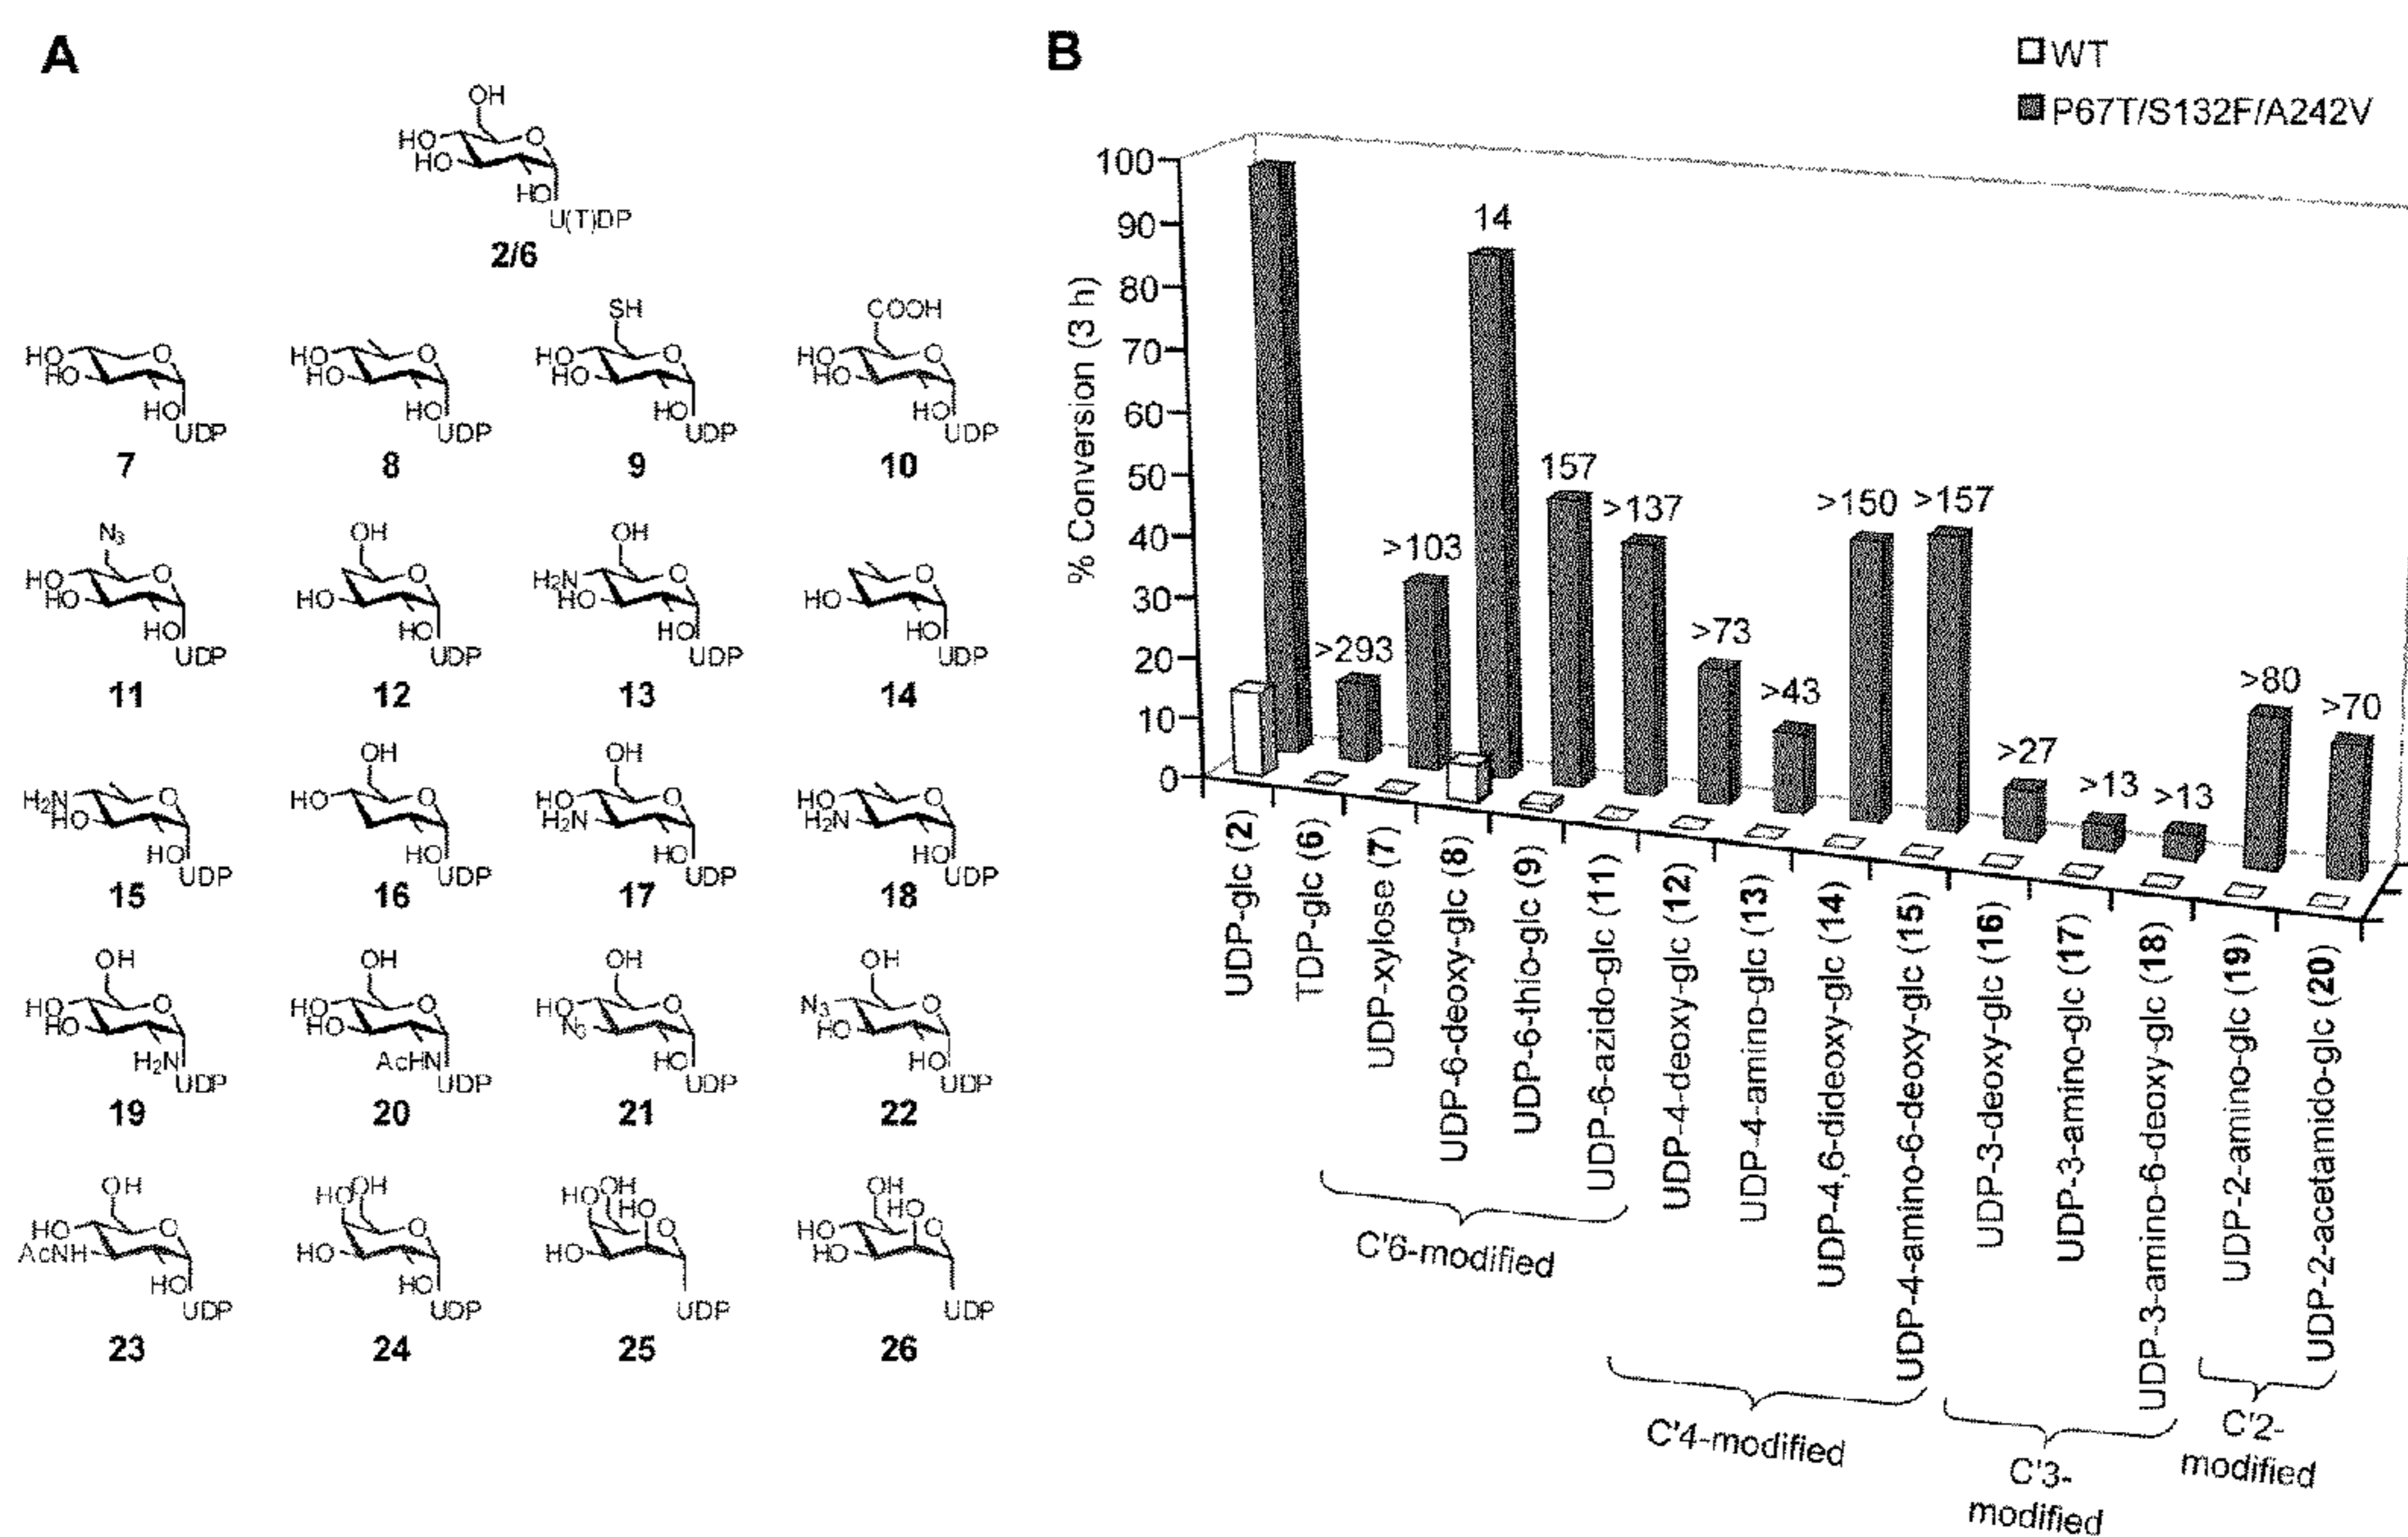 A
OH
HO
HO
O
HO
U(T)DP
2/6
HO
HO
O
HO
UDP
7
HO
HO
O
HO
UDP
8
SH
HO
HO
O
HO
UDP
9
COOH
HO
HO
O
HO
UDP
10
N3
HO
HO
O
HO
UDP
11
OH
HO
O
HO
UDP
12
OH
H2N
HO
O
HO
UDP
13
HO
O
HO
UDP
14
H2N
HO
O
HO
UDP
15
OH
HO
O
HO
UDP
16
OH
HO
H2N
O
HO
UDP
17
HO
H2N
O
HO
UDP
18
OH
HO
HO
O
H2N
UDP
19
OH
HO
HO
O
AcHN
UDP
20
OH
HO
N3
O
HO
UDP
21
OH
N3
HO
O
HO
UDP
22
OH
HO
AcNH
O
HO
UDP
23
HO
OH
HO
O
HO
UDP
24
HO
OH
HO
HO
O
UDP
25
OH
HO
HO
HO
O
UDP
26
B
WT
P67T/S132F/A242V
% Conversion (3 h)
100
90
80
70
60
50
40
30
20
10
0
>293
>103
14
157
>137
>73
>43
>150
>157
>27
>13
>13
>80
>70
UDP-glc (2)
TDP-glc (6)
UDP-xylose (7)
UDP-6-deoxy-glc (8)
UDP-6-thio-glc (9)
UDP-6-azido-glc (11)
UDP-4-deoxy-glc (12)
UDP-4-amino-glc (13)
UDP-4,6-dideoxy-glc (14)
UDP-4-amino-6-deoxy-glc (15)
UDP-3-deoxy-glc (16)
UDP-3-amino-glc (17)
UDP-3-amino-6-deoxy-glc (18)
UDP-2-amino-glc (19)
UDP-2-acetamido-glc (20)
C'6-modified
C'4-modified
C'3-
modified
C'2-
modified